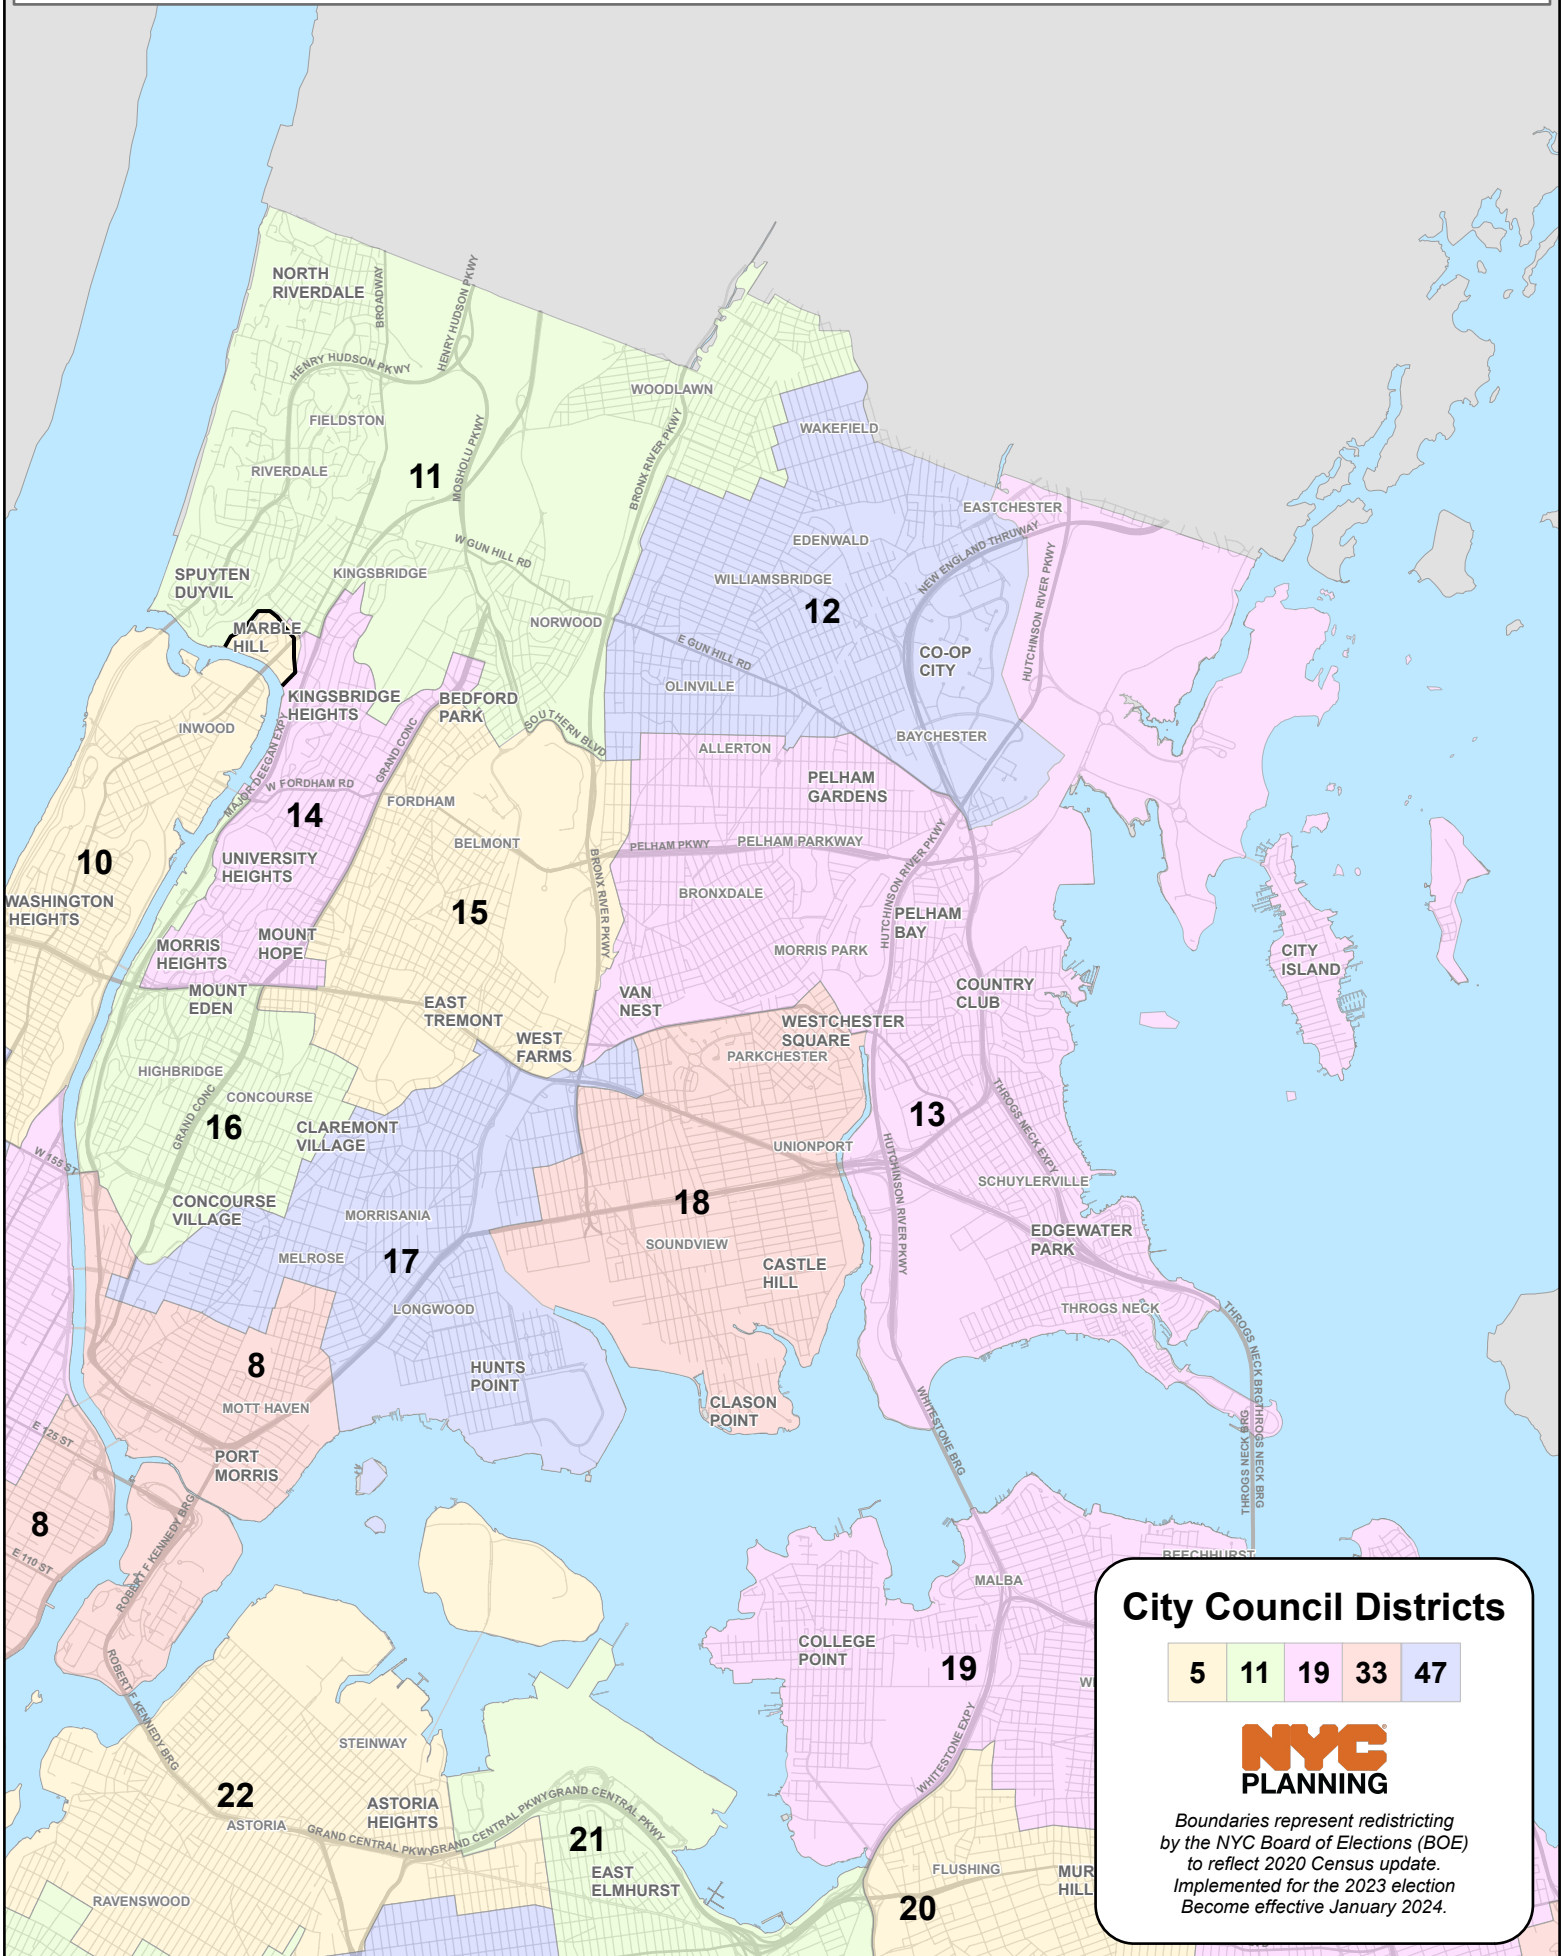 NORTH
RIVERDALE
BROADWAY
HENRY HUDSON PKWY
HENRY HUDSON PKWY
WOODLAWN
FIELDSTON
WAKEFIELD
RIVERDALE
11
MOSHOLU PKWY
BRONX RIVER PKWY
EASTCHESTER
EDENWALD
NEW ENGLAND THRUWAY
W GUN HILL RD
SPUYTEN
DUYVIL
KINGSBRIDGE
WILLIAMSBRIDGE
12
HUTCHINSON RIVER PKWY
NORWOOD
MARBLE
HILL
E GUN HILL RD
CO-OP
CITY
OLINVILLE
KINGSBRIDGE
HEIGHTS
BEDFORD
PARK
SOUTHERN BLVD
INWOOD
GRAND CONC
MAJOR DEEGAN EXPY
BAYCHESTER
ALLERTON
W FORDHAM RD
PELHAM
GARDENS
FORDHAM
14
BELMONT
PELHAM PKWY
PELHAM PARKWAY
10
UNIVERSITY
HEIGHTS
BRONX RIVER PKWY
BRONXDALE
HUTCHINSON RIVER PKWY
WASHINGTON
HEIGHTS
15
PELHAM
BAY
MORRIS
HEIGHTS
MOUNT
HOPE
MORRIS PARK
CITY
ISLAND
MOUNT
EDEN
EAST
TREMONT
VAN
NEST
COUNTRY
CLUB
WEST
FARMS
WESTCHESTER
SQUARE
PARKCHESTER
HIGHBRIDGE
CONCOURSE
GRAND CONC
16
CLAREMONT
VILLAGE
13
THROGS NECK EXPY
UNIONPORT
W 155 ST
HUTCHINSON RIVER PKWY
SCHUYLERVILLE
CONCOURSE
VILLAGE
MORRISANIA
18
SOUNDVIEW
EDGEWATER
PARK
MELROSE
17
CASTLE
HILL
LONGWOOD
THROGS NECK
8
HUNTS
POINT
THROGS NECK BRG
THROGS NECK BRG
THROGS NECK BRG
MOTT HAVEN
CLASON
POINT
WHITESTONE BRG
E 125 ST
PORT
MORRIS
8
E 110 ST
ROBERT F KENNEDY BRG
BEECHHURST
MALBA
COLLEGE
POINT
19
ROBERT F KENNEDY BRG
STEINWAY
WHITESTONE EXPY
22
ASTORIA
ASTORIA
HEIGHTS
GRAND CENTRAL PKWY
GRAND CENTRAL PKWY
GRAND CENTRAL PKWY
21
EAST
ELMHURST
FLUSHING
MUR
HILL
RAVENSWOOD
20
City Council Districts
5 11 19 33 47
NYC
PLANNING
Boundaries represent redistricting
by the NYC Board of Elections (BOE)
to reflect 2020 Census update.
Implemented for the 2023 election
Become effective January 2024.